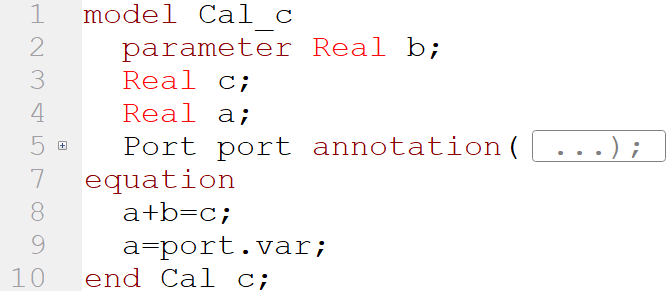 1 model Cal_c
2 parameter Real b;
3 Real c;
4 Real a;
5 Port port annotation( ...);
7 equation
8 a+b=c;
9 a=port.var;
10 end Cal_c;